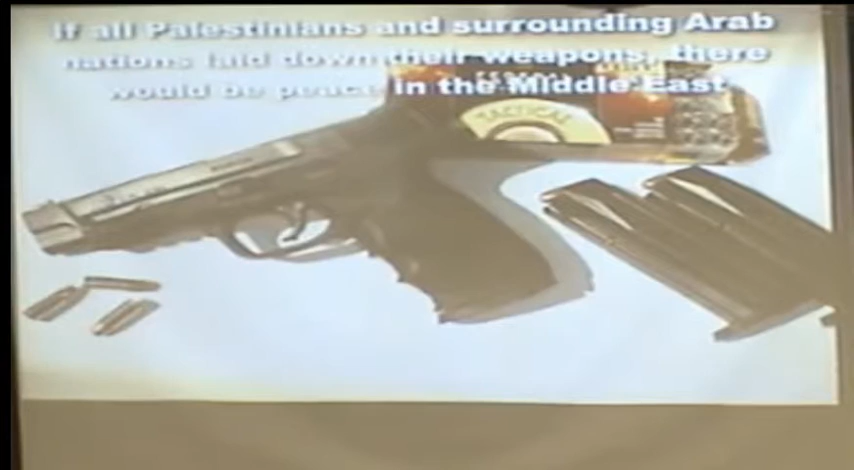 If all Palestinians and surrounding Arab
nations laid down their weapons, there
would be peace in the Middle East
TACTICAL